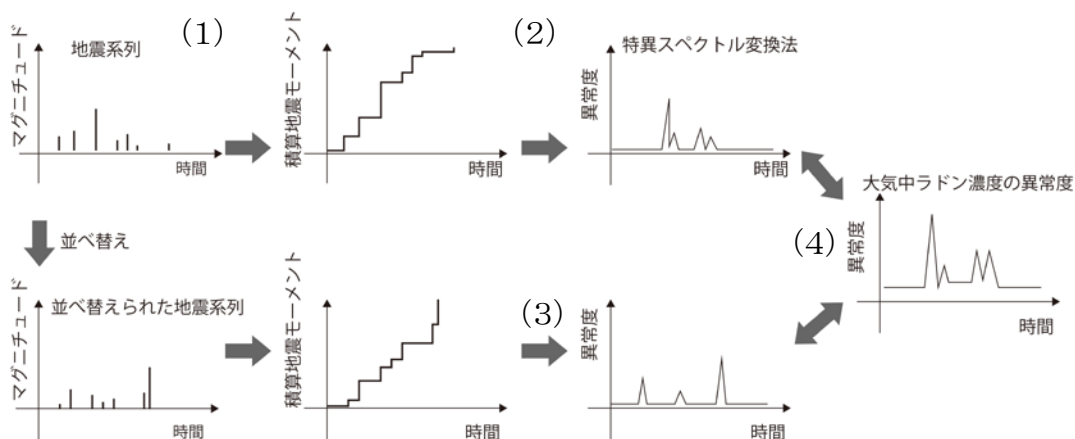 地震系列
(1)
マグニチュード
時間
積算地震モーメント
(2)
特異スペクトル変換法
異常度
時間
並べ替え
大気中ラドン濃度の異常度
(4)
異常度
時間
並べ替えられた地震系列
マグニチュード
時間
積算地震モーメント
時間
(3)
異常度
時間